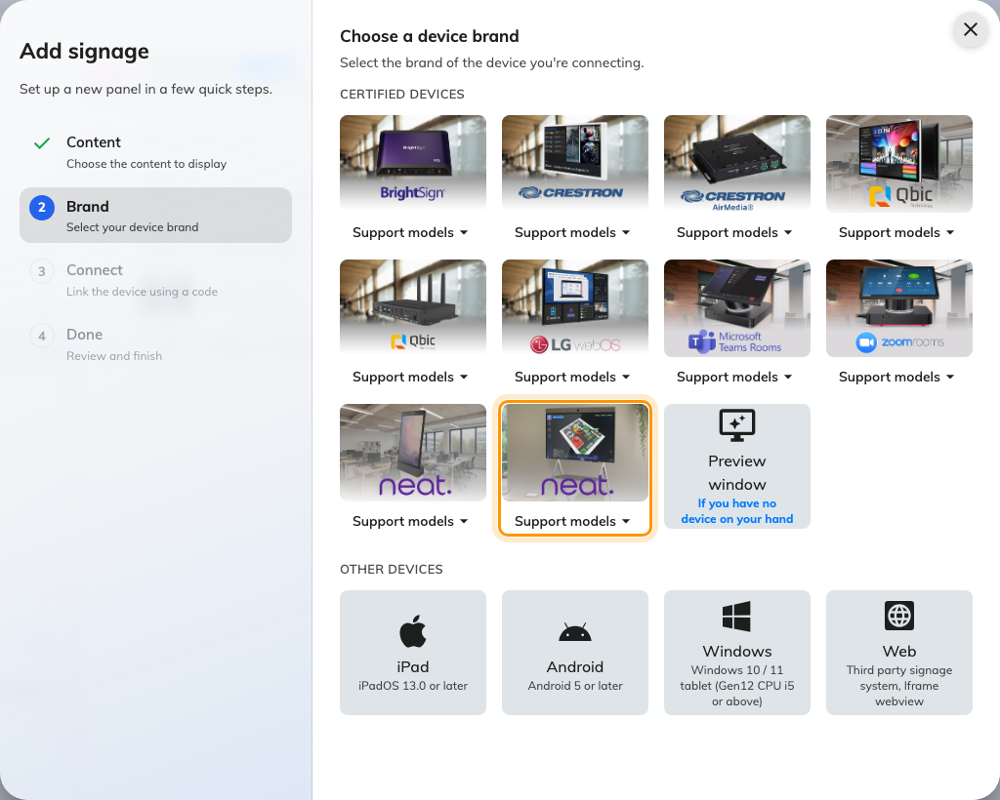 Add signage
Set up a new panel in a few quick steps.
Content
Choose the content to display
2
Brand
Select your device brand
3
Connect
Link the device using a code
4
Done
Review and finish
Choose a device brand
Select the brand of the device you're connecting.
CERTIFIED DEVICES
BrightSign
BrightSign
CRESTRON
CRESTRON
AirMedia®
Qbic
Technology
Support models
Support models
Support models
Support models
Qbic
LG webOS
Microsoft
Teams Rooms
zoomrooms
Support models
Support models
Support models
Support models
neat.
neat.
Support models
Support models
Preview
window
If you have no
device on your hand
OTHER DEVICES
iPad
iPadOS 13.0 or later
Android
Android 5 or later
Windows
Windows 10 / 11
tablet (Gen12 CPU i5
or above)
Web
Third party signage
system, Iframe
webview